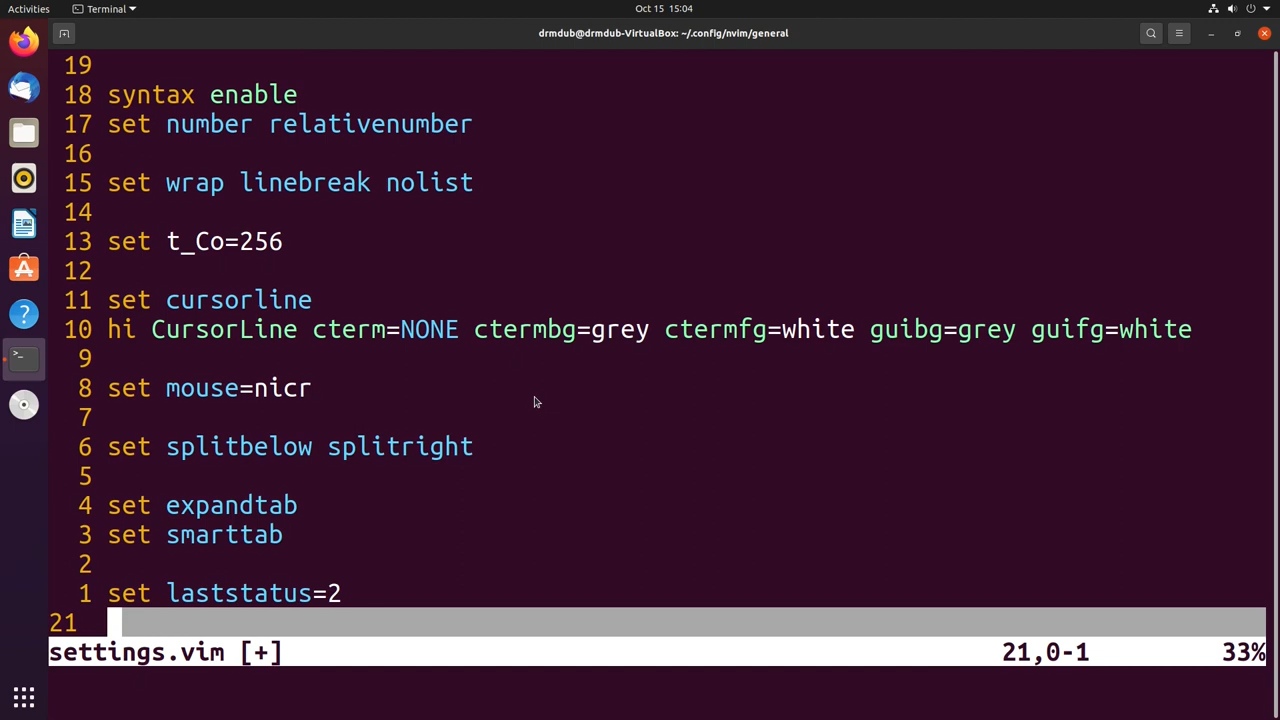 Activities
Terminal
Oct 15 15:04
drmdub@drmdub-VirtualBox: ~/.config/nvim/general
19
18 syntax enable
17 set number relativenumber
16
15 set wrap linebreak nolist
14
13 set t_Co=256
12
11 set cursorline
10 hi CursorLine cterm=NONE ctermbg=grey ctermfg=white guibg=grey guifg=white
9
8 set mouse=nicr
7
6 set splitbelow splitright
5
4 set expandtab
3 set smarttab
2
1 set laststatus=2
21
settings.vim [+] 21,0-1 33%